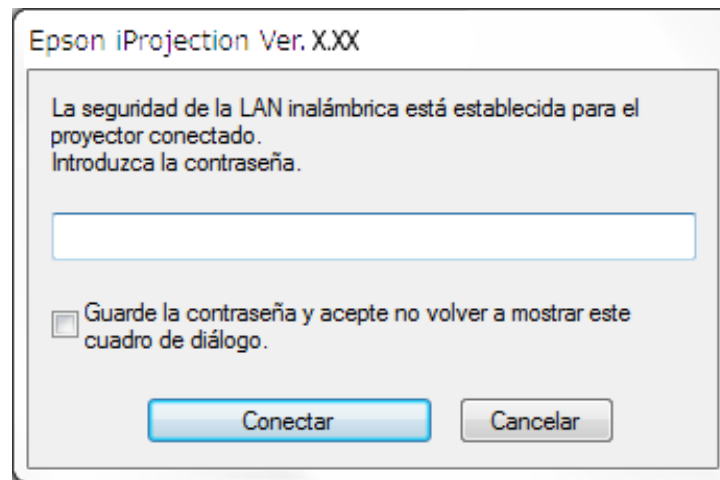 Epson iProjection Ver. X.XX
La seguridad de la LAN inalámbrica está establecida para el
proyector conectado.
Introduzca la contraseña.
Guarde la contraseña y acepte no volver a mostrar este
cuadro de diálogo.
Conectar
Cancelar